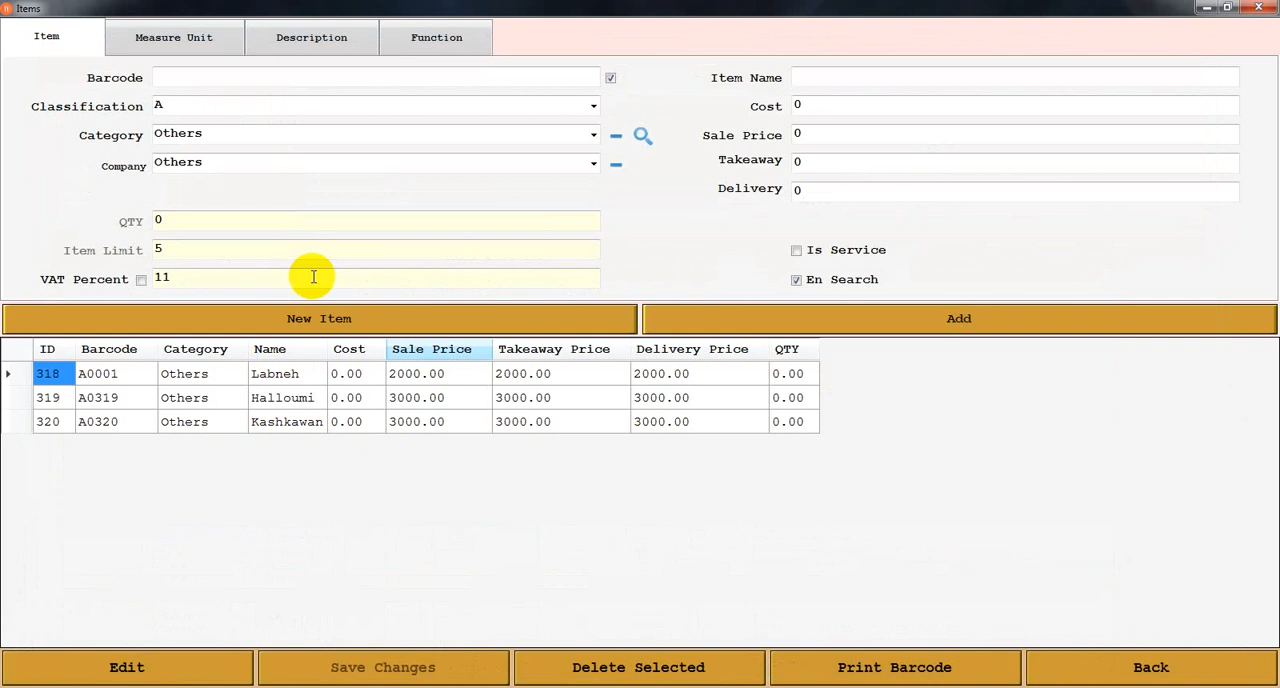 Items
Item Measure Unit Description Function
Barcode
Classification A
Category Others
Company Others
QTY 0
Item Limit 5
VAT Percent 11
Item Name
Cost 0
Sale Price 0
Takeaway 0
Delivery 0
Is Service
En Search
New Item Add
ID Barcode Category Name Cost Sale Price Takeaway Price Delivery Price QTY
318 A0001 Others Labneh 0.00 2000.00 2000.00 2000.00 0.00
319 A0319 Others Halloumi 0.00 3000.00 3000.00 3000.00 0.00
320 A0320 Others Kashkawan 0.00 3000.00 3000.00 3000.00 0.00
Edit Save Changes Delete Selected Print Barcode Back